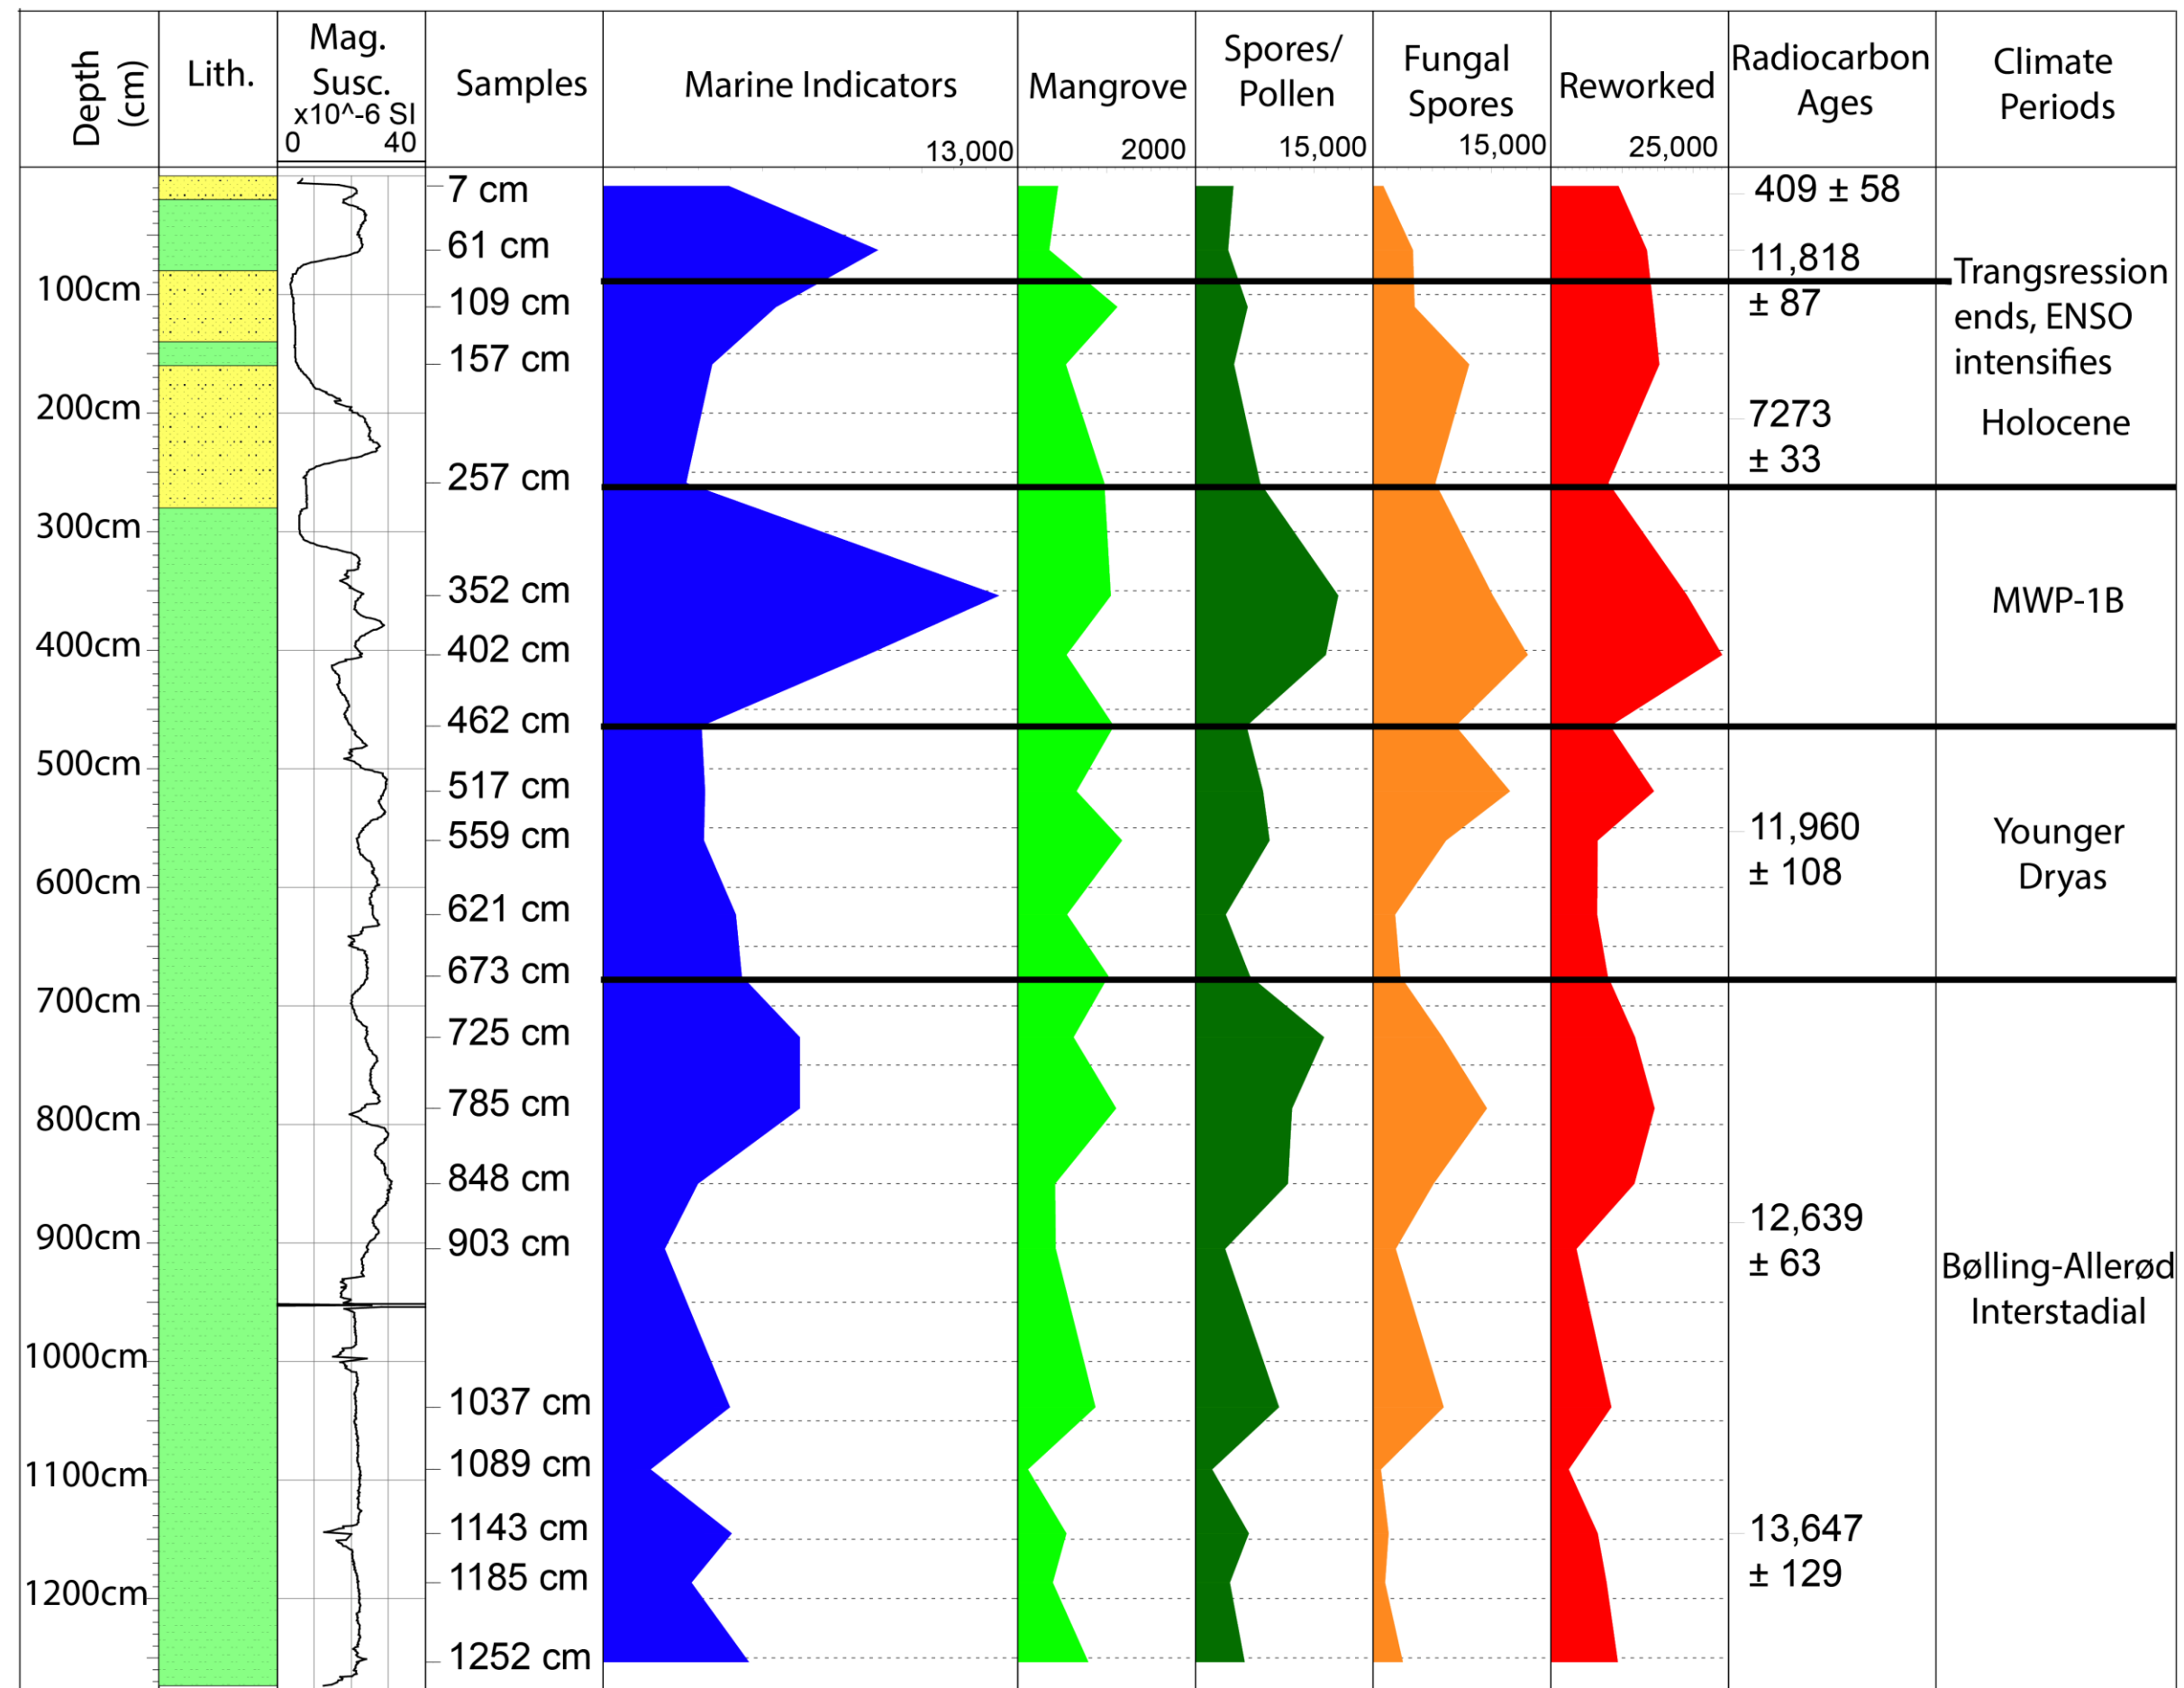 Depth
(cm)
Lith.
Mag.
Susc.
x10^-6 SI
0 40
Samples
Marine Indicators
13,000
Mangrove
2000
Spores/
Pollen
15,000
Fungal
Spores
15,000
Reworked
25,000
Radiocarbon
Ages
Climate
Periods
100cm
200cm
300cm
400cm
500cm
600cm
700cm
800cm
900cm
1000cm
1100cm
1200cm
7 cm
61 cm
109 cm
157 cm
257 cm
352 cm
402 cm
462 cm
517 cm
559 cm
621 cm
673 cm
725 cm
785 cm
848 cm
903 cm
1037 cm
1089 cm
1143 cm
1185 cm
1252 cm
409 ± 58
11,818
± 87
7273
± 33
11,960
± 108
12,639
± 63
13,647
± 129
Trangsression
ends, ENSO
intensifies
Holocene
MWP-1B
Younger
Dryas
Bølling-Allerød
Interstadial